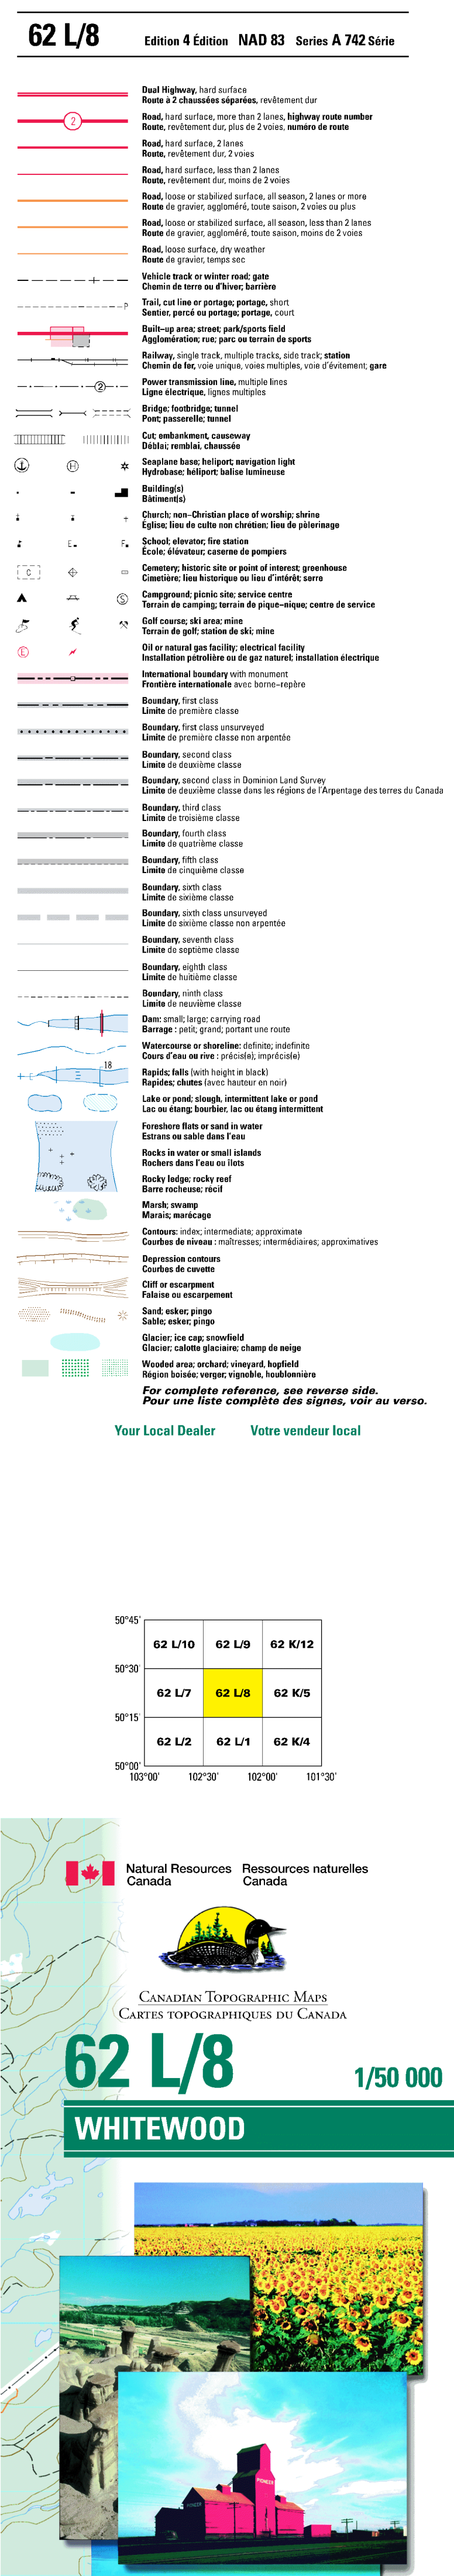 62 L/8 Edition 4 Édition NAD 83 Series A 742 Série
Dual Highway, hard surface
Route à 2 chaussées séparées, revêtement dur
2
Road, hard surface, more than 2 lanes, highway route number
Route, revêtement dur, plus de 2 voies, numéro de route
Road, hard surface, 2 lanes
Route, revêtement dur, 2 voies
Road, hard surface, less than 2 lanes
Route, revêtement dur, moins de 2 voies
Road, loose or stabilized surface, all season, 2 lanes or more
Route de gravier, aggloméré, toute saison, 2 voies ou plus
Road, loose or stabilized surface, all season, less than 2 lanes
Route de gravier, aggloméré, toute saison, moins de 2 voies
Road, loose surface, dry weather
Route de gravier, temps sec
Vehicle track or winter road; gate
Chemin de terre ou d'hiver; barrière
P
Trail, cut line or portage; portage, short
Sentier, percé ou portage; portage, court
Built-up area; street; park/sports field
Agglomération; rue; parc ou terrain de sports
Railway, single track, multiple tracks, side track; station
Chemin de fer, voie unique, voies multiples, voie d'évitement; gare
2
Power transmission line, multiple lines
Ligne électrique, lignes multiples
Bridge; footbridge; tunnel
Pont; passerelle; tunnel
Cut; embankment, causeway
Déblai; remblai, chaussée
H
Seaplane base; heliport; navigation light
Hydrobase; héliport; balise lumineuse
Building(s)
Bâtiment(s)
Church; non-Christian place of worship; shrine
Église; lieu de culte non chrétien; lieu de pèlerinage
E F
School; elevator; fire station
École; élévateur; caserne de pompiers
C
Cemetery; historic site or point of interest; greenhouse
Cimetière; lieu historique ou lieu d'intérêt; serre
S
Campground; picnic site; service centre
Terrain de camping; terrain de pique-nique; centre de service
Golf course; ski area; mine
Terrain de golf; station de ski; mine
Oil or natural gas facility; electrical facility
Installation pétrolière ou de gaz naturel; installation électrique
International boundary with monument
Frontière internationale avec borne-repère
Boundary, first class
Limite de première classe
Boundary, first class unsurveyed
Limite de première classe non arpentée
Boundary, second class
Limite de deuxième classe
Boundary, second class in Dominion Land Survey
Limite de deuxième classe dans les régions de l'Arpentage des terres du Canada
Boundary, third class
Limite de troisième classe
Boundary, fourth class
Limite de quatrième classe
Boundary, fifth class
Limite de cinquième classe
Boundary, sixth class
Limite de sixième classe
Boundary, sixth class unsurveyed
Limite de sixième classe non arpentée
Boundary, seventh class
Limite de septième classe
Boundary, eighth class
Limite de huitième classe
Boundary, ninth class
Limite de neuvième classe
Dam: small; large; carrying road
Barrage : petit; grand; portant une route
Watercourse or shoreline: definite; indefinite
Cours d'eau ou rive : précis(e); imprécis(e)
18
Rapids; falls (with height in black)
Rapides; chutes (avec hauteur en noir)
Lake or pond; slough, intermittent lake or pond
Lac ou étang; bourbier, lac ou étang intermittent
Foreshore flats or sand in water
Estrans ou sable dans l'eau
Rocks in water or small islands
Rochers dans l'eau ou îlots
Rocky ledge; rocky reef
Barre rocheuse; récif
Marsh; swamp
Marais; marécage
Contours: index; intermediate; approximate
Courbes de niveau : maîtresses; intermédiaires; approximatives
Depression contours
Courbes de cuvette
Cliff or escarpment
Falaise ou escarpement
Sand; esker; pingo
Sable; esker; pingo
Glacier; ice cap; snowfield
Glacier; calotte glaciaire; champ de neige
Wooded area; orchard; vineyard, hopfield
Région boisée; verger; vignoble, houblonnière
For complete reference, see reverse side.
Pour une liste complète des signes, voir au verso.
Your Local Dealer Votre vendeur local
50°45'
62 L/10 62 L/9 62 K/12
50°30'
62 L/7 62 L/8 62 K/5
50°15'
62 L/2 62 L/1 62 K/4
50°00'
103°00' 102°30' 102°00' 101°30'
Natural Resources Ressources naturelles
Canada Canada
CANADIAN TOPOGRAPHIC MAPS
CARTES TOPOGRAPHIQUES DU CANADA
62 L/8 1/50 000
WHITEWOOD
PIONEER
PIONEER